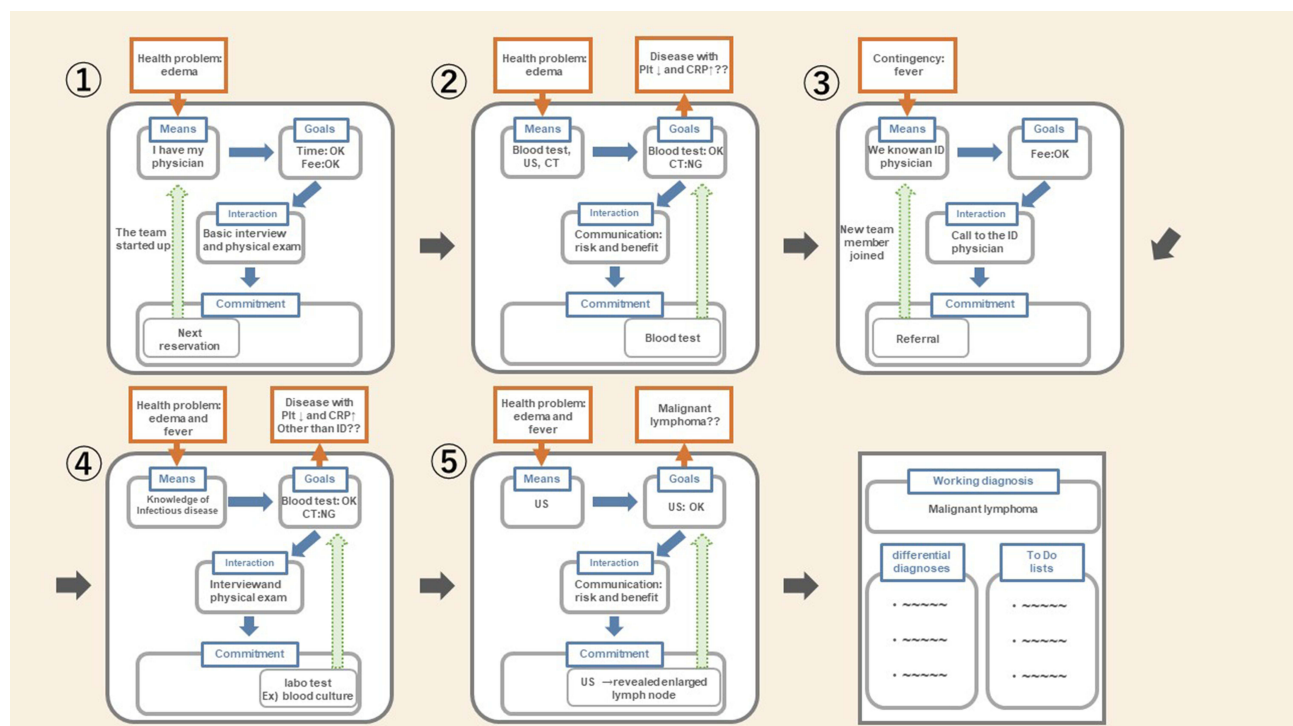 ①
Health problem:
edema
Means
I have my
physician
Goals
Time: OK
Fee:OK
Interaction
Basic interview
and physical exam
The team
started up
Commitment
Next
reservation
②
Health problem:
edema
Disease with
Plt ↓ and CRP↑??
Means
Blood test,
US, CT
Goals
Blood test: OK
CT:NG
Interaction
Communication:
risk and benefit
Commitment
Blood test
③
Contingency:
fever
Means
We knowan ID
physician
Goals
Fee:OK
Interaction
Call to the ID
physician
New team
member
joined
Commitment
Referral
④
Health problem:
edema and
fever
Disease with
Plt ↓ and CRP↑
Other than ID??
Means
Knowledge of
Infectious disease
Goals
Blood test: OK
CT:NG
Interaction
Interviewand
physical exam
Commitment
labo test
Ex) blood culture
⑤
Health problem:
edema and
fever
Malignant
lymphoma??
Means
US
Goals
US: OK
Interaction
Communication:
risk and benefit
Commitment
US →revealed enlarged
lymph node
Working diagnosis
Malignant lymphoma
differential
diagnoses
· ~~~~~
· ~~~~~
· ~~~~~
To Do
lists
· ~~~~~
· ~~~~~
· ~~~~~